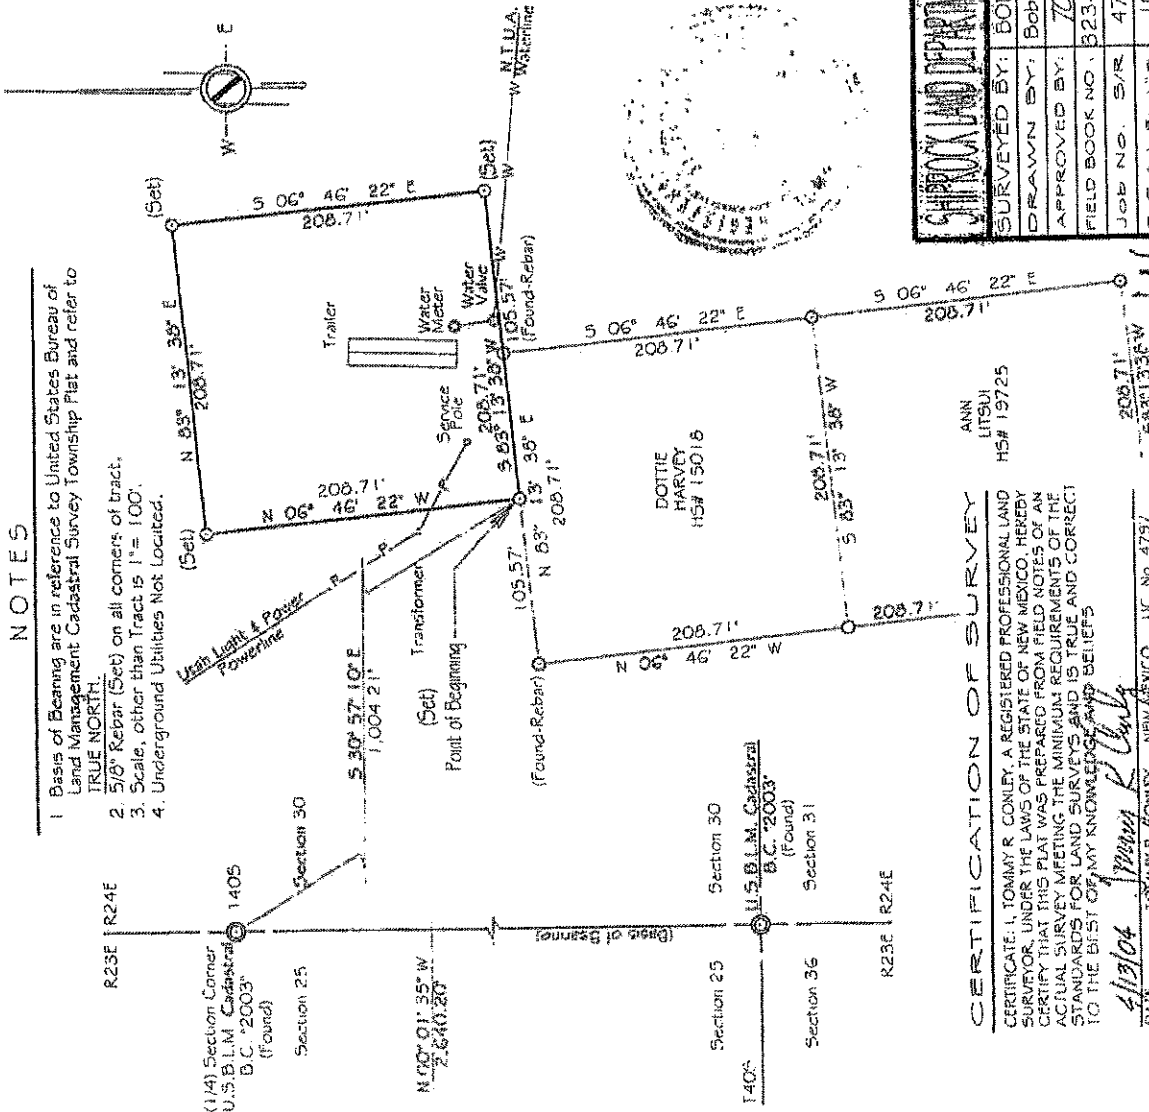 NOTES
1 Basis of Bearing are in reference to United States Bureau of
Land Management Cadastral Survey Township Plat and refer to
TRUE NORTH.
2. 5/8" Rebar (Set) on all corners of tract.
3. Scale, other than Tract is 1" = 100'.
4. Underground Utilities Not Located.
W
E
(Set)
(Set)
N 83° 13' 38" E
208.71'
S 06° 46' 22" E
208.71'
N 06° 46' 22" W
208.71'
Trailer
Water
Meter
Water
Valve
Service
Pole
(Set)
N.T.U.A.
Waterline
W
W
W
P
P
P
Utah Light & Power
Powerline
208.71'
S 83° 13' 38" W
105.57'
(Found-Rebar)
Transformer
(Set)
Point of Beginning
S 30° 57' 10" E
1,004 21'
105.57'
N 83° 13' 38" E
208.71'
(Found-Rebar)
R23E
R24E
(1/4) Section Corner
U.S.B.L.M Cadastral
B.C. "2003"
(Found)
T40S
Section 25
Section 30
N 00° 01' 35" W
2,640.20'
(Basis of Bearing)
Section 25
Section 30
U.S.B.L.M. Cadastral
B.C. "2003"
(Found)
T40S
Section 36
Section 31
R23E
R24E
N 06° 46' 22" W
208.71'
DOTTIE
HARVEY
HS# 15018
S 06° 46' 22" E
208.71'
208.71'
S 83° 13' 38" W
208.71'
ANN
LITSUI
HS# 19725
S 06° 46' 22"
208.71'
208.71'
CERTIFICATION OF SURVEY
CERTIFICATE: I, TOMMY R CONLEY, A REGISTERED PROFESSIONAL LAND
SURVEYOR, UNDER THE LAWS OF THE STATE OF NEW MEXICO, HEREBY
CERTIFY THAT THIS PLAT WAS PREPARED FROM FIELD NOTES OF AN
ACTUAL SURVEY MEETING THE MINIMUM REQUIREMENTS OF THE
STANDARDS FOR LAND SURVEYS AND IS TRUE AND CORRECT
TO THE BEST OF MY KNOWLEDGE AND BELIEFS
4/13/04
NEW MEXICO LIC No 4797
SHIPROCK LAND
SURVEYED BY:
DRAWN BY: Bob
APPROVED BY:
FIELD BOOK NO. 323-
JOB NO. S/R 47